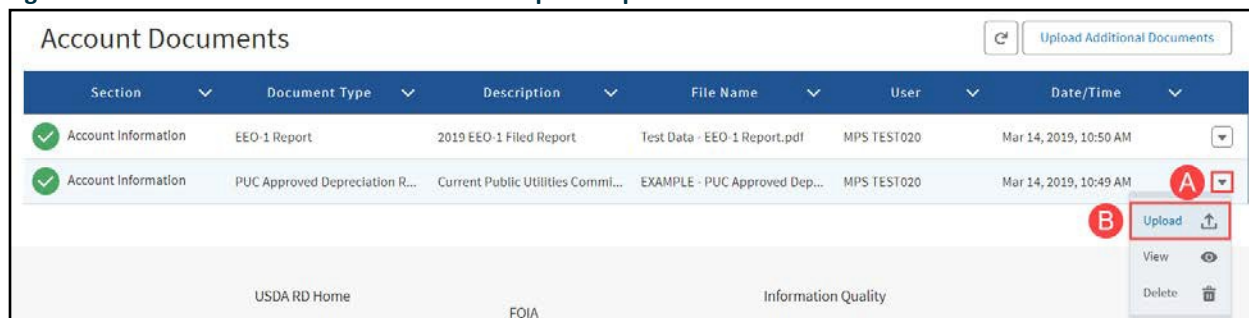 Account Documents
Upload Additional Documents
Section Document Type Description File Name User Date/Time
Account Information EEO-1 Report 2019 EEO-1 Filed Report Test Data - EEO-1 Report.pdf MPS TEST020 Mar 14, 2019, 10:50 AM
Account Information PUC Approved Depreciation R... Current Public Utilities Commi... EXAMPLE - PUC Approved Dep... MPS TEST020 Mar 14, 2019, 10:49 AM A
B Upload
View
Delete
USDA RD Home Information Quality
FOIA